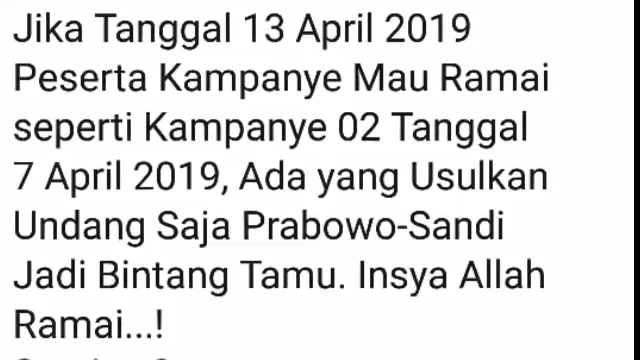 Jika Tanggal 13 April 2019
Peserta Kampanye Mau Ramai
seperti Kampanye 02 Tanggal
7 April 2019, Ada yang Usulkan
Undang Saja Prabowo-Sandi
Jadi Bintang Tamu. Insya Allah
Ramai...!